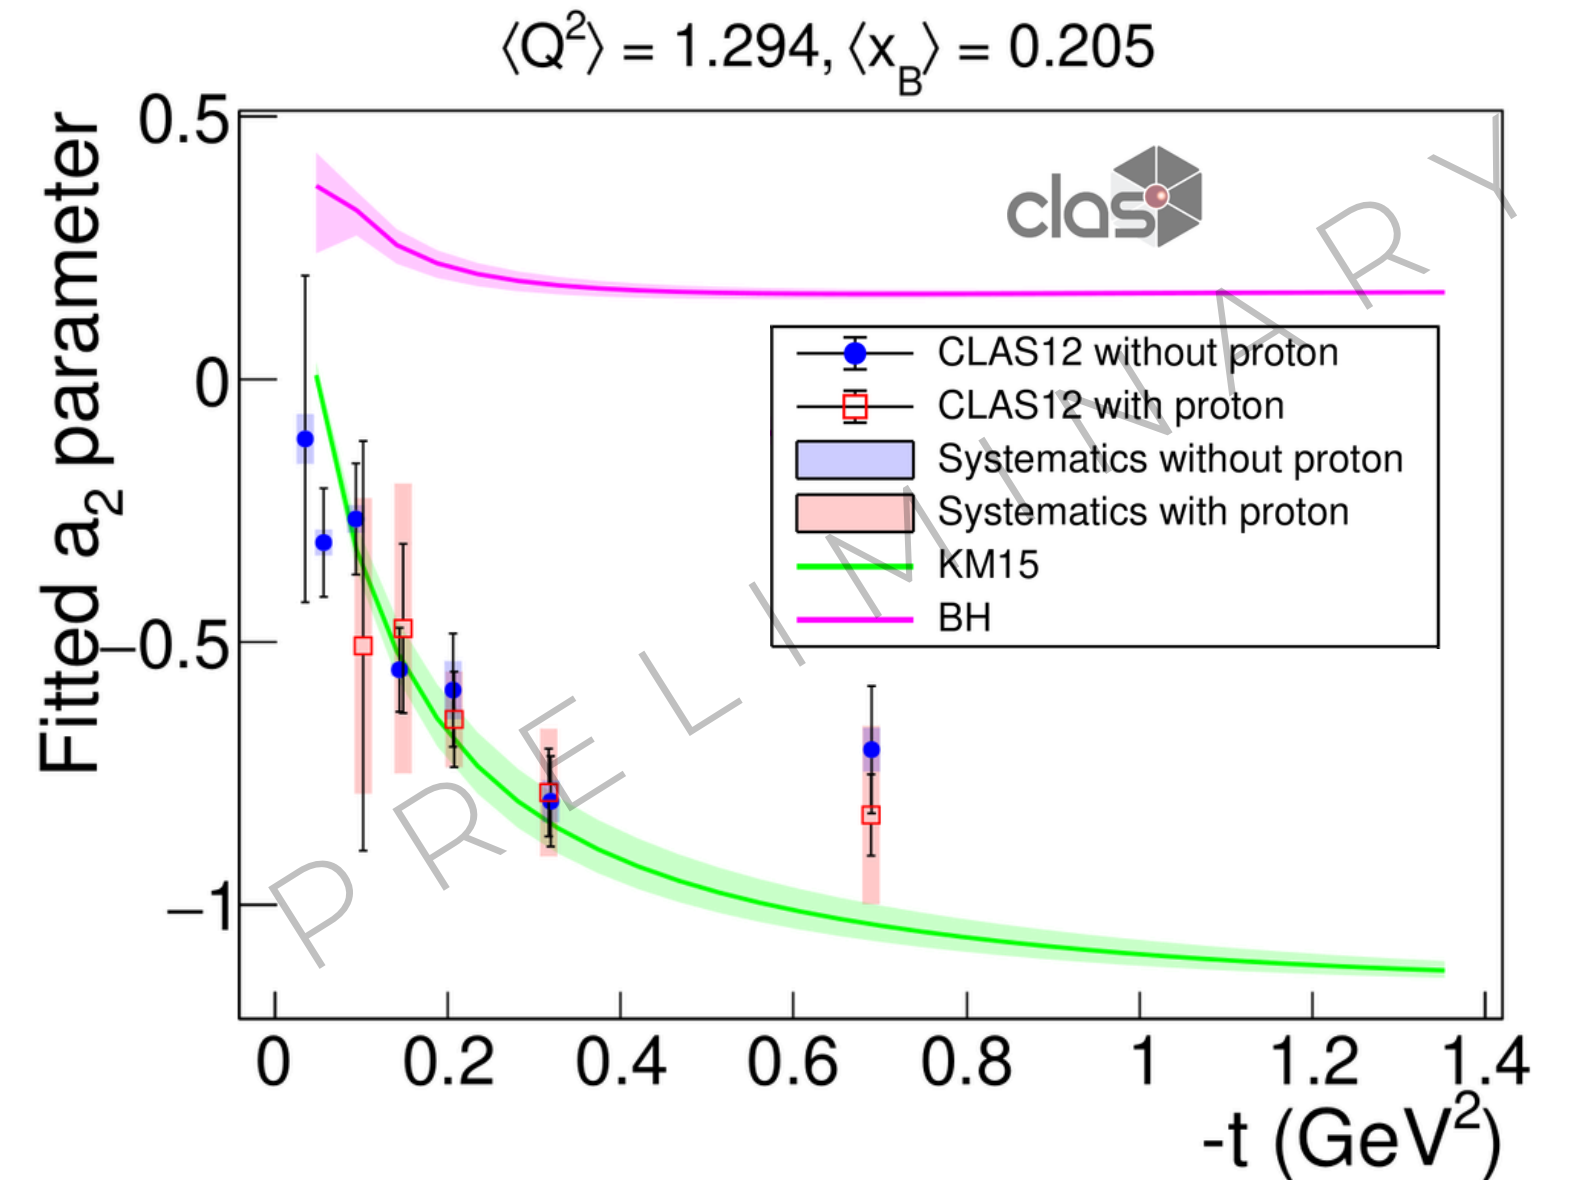 ⟨Q²⟩ = 1.294, ⟨x_B⟩ = 0.205
Fitted a₂ parameter
0.5
0
−0.5
−1
clas
CLAS12 without proton
CLAS12 with proton
Systematics without proton
Systematics with proton
KM15
BH
PRELIMINARY
0 0.2 0.4 0.6 0.8 1 1.2 1.4
-t (GeV²)